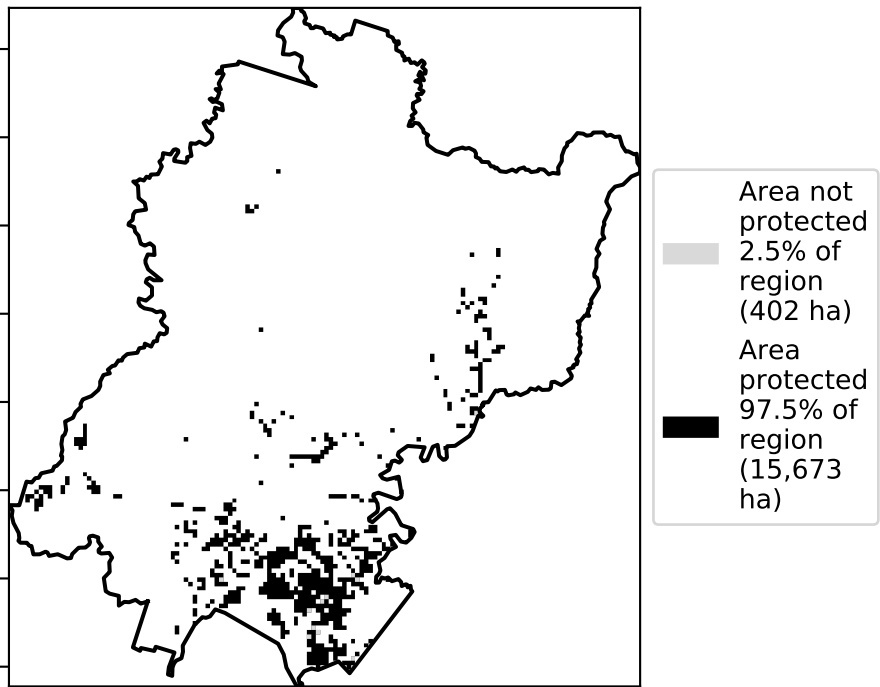 Area not
protected
2.5% of
region
(402 ha)
Area
protected
97.5% of
region
(15,673
ha)